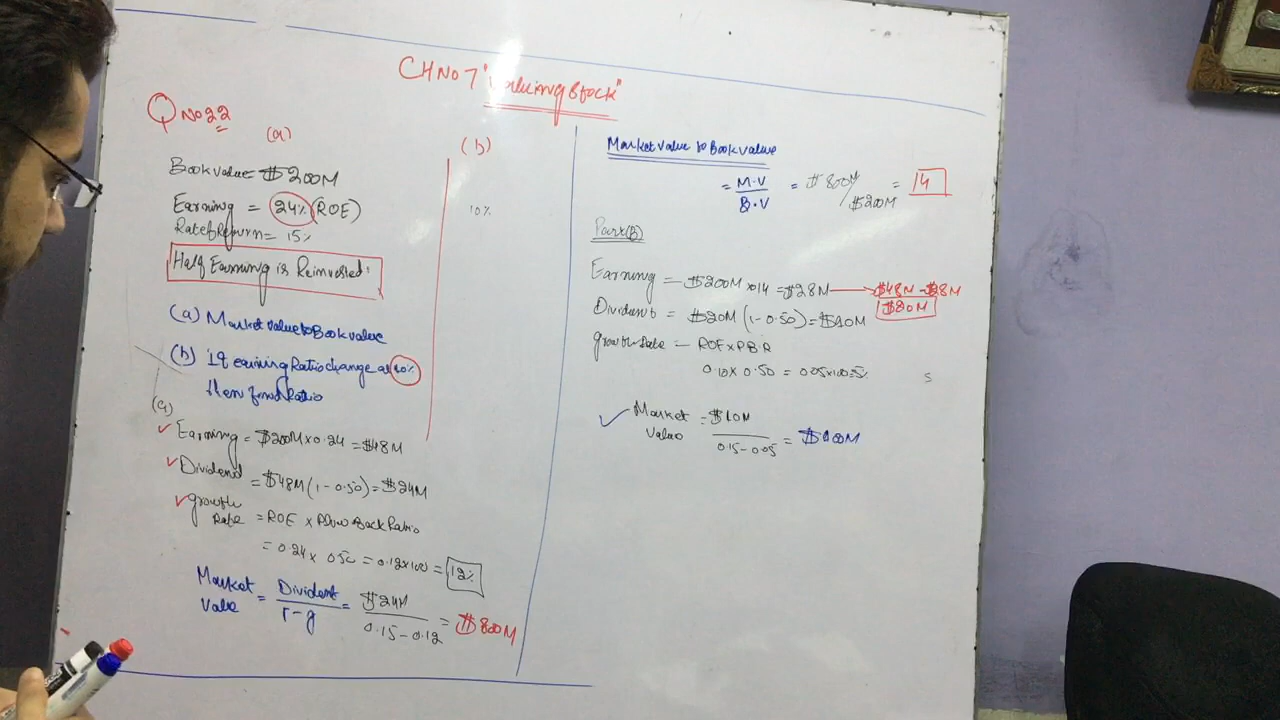 CH NO 7 "Valuing Stock"
Q NO 22
(a)
(b)
Book value = $200M
Earning = 24% (ROE)
10%
Rate of Return = 15%
Half Earning is Reinvested.
(a) Market value to Book value
(b) If earning Ratio change as 10%
then find Ratio
(a)
Earning = $200M x 0.24 = $48M
Dividend = $48M (1 - 0.50) = $24M
Growth Rate = ROE x Plow Back Ratio
= 0.24 x 0.50 = 0.12 x 100 = 12%
Market Value = Dividend / r - g = $24M / 0.15 - 0.12 = $800M
Market value to Book value
= M.V / B.V = $800M / $200M = 14
Part (B)
Earning = $200M x 014 = $28M → $48M - $28M
$80M
Dividend = $20M (1 - 0.50) = $10M
Growth Rate = ROE x P.B.R
0.10 x 0.50 = 0.05 x 100 = 5%
5
Market Value = $10M / 0.15 - 0.05 = $100M